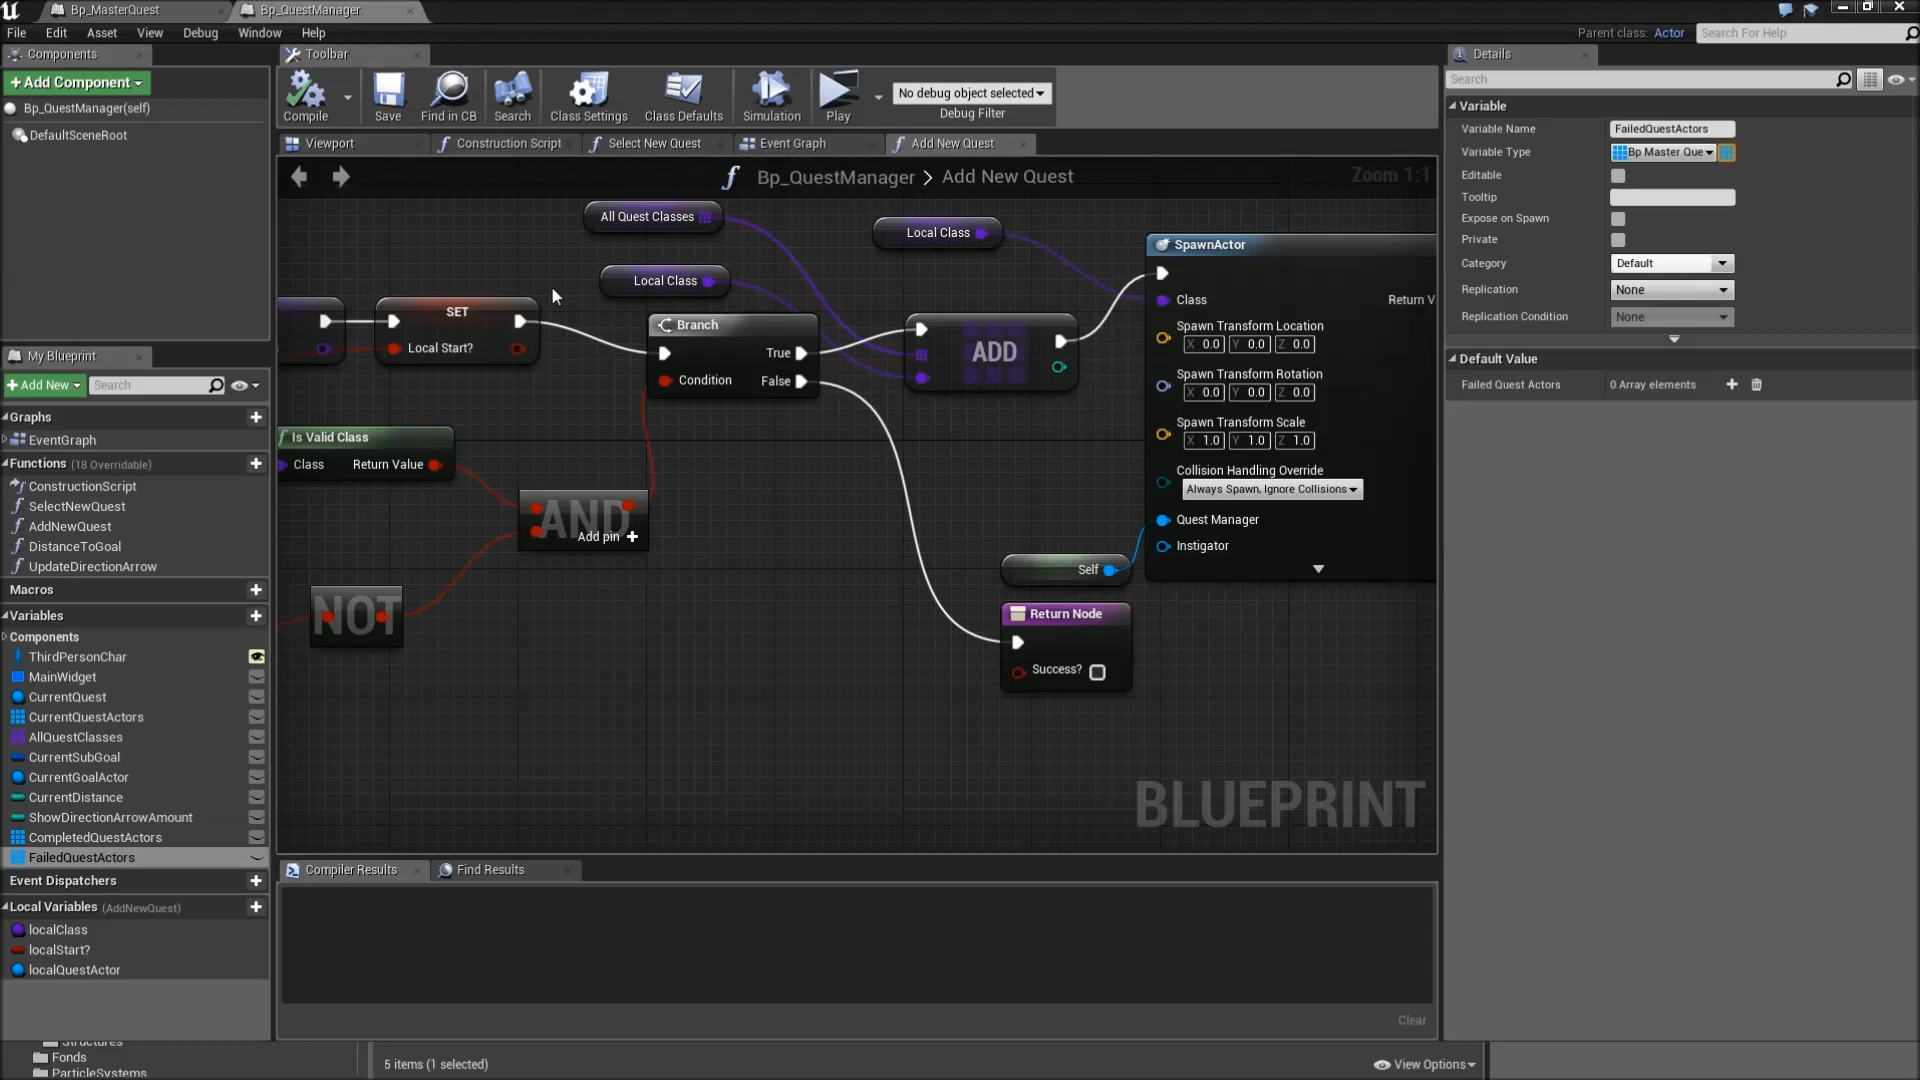 Bp_MasterQuest
Bp_QuestManager
File Edit Asset View Debug Window Help
Parent class: Actor
Search For Help
Components
Toolbar
Details
Add Component
Bp_QuestManager(self)
DefaultSceneRoot
Compile
Save
Find in CB
Search
Class Settings
Class Defaults
Simulation
Play
No debug object selected
Debug Filter
Search
Variable
Variable Name FailedQuestActors
Variable Type Bp Master Que
Editable
Tooltip
Expose on Spawn
Private
Category Default
Replication None
Replication Condition None
Default Value
Failed Quest Actors 0 Array elements
Viewport
Construction Script
Select New Quest
Event Graph
Add New Quest
Bp_QuestManager > Add New Quest
Zoom 1:1
All Quest Classes
Local Class
Local Class
SET
Local Start?
Branch
True
Condition
False
ADD
SpawnActor
Class
Return V
Spawn Transform Location
X 0.0 Y 0.0 Z 0.0
Spawn Transform Rotation
X 0.0 Y 0.0 Z 0.0
Spawn Transform Scale
X 1.0 Y 1.0 Z 1.0
Collision Handling Override
Always Spawn, Ignore Collisions
Quest Manager
Instigator
Is Valid Class
Class Return Value
AND
Add pin
NOT
Self
Return Node
Success?
BLUEPRINT
My Blueprint
Add New
Search
Graphs
EventGraph
Functions (18 Overridable)
ConstructionScript
SelectNewQuest
AddNewQuest
DistanceToGoal
UpdateDirectionArrow
Macros
Variables
Components
ThirdPersonChar
MainWidget
CurrentQuest
CurrentQuestActors
AllQuestClasses
CurrentSubGoal
CurrentGoalActor
CurrentDistance
ShowDirectionArrowAmount
CompletedQuestActors
FailedQuestActors
Event Dispatchers
Local Variables (AddNewQuest)
localClass
localStart?
localQuestActor
Compiler Results
Find Results
Clear
Structures
Fonds
ParticleSystems
5 items (1 selected)
View Options